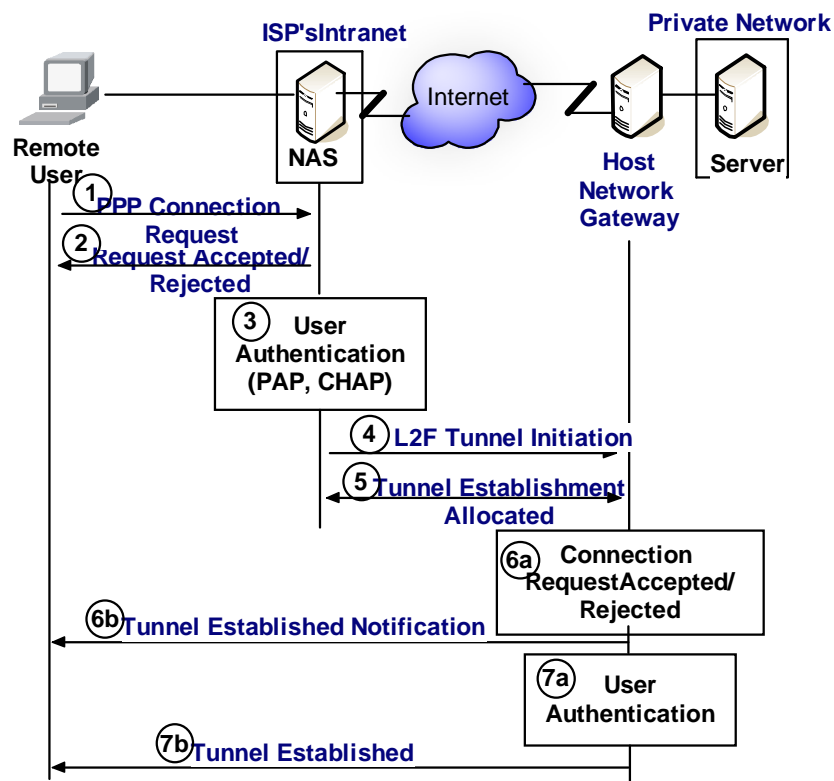 ISP'sIntranet
Private Network
Internet
Remote
User
NAS
Host
Network
Gateway
Server
1
PPP Connection
Request
2
Request Accepted/
Rejected
3
User
Authentication
(PAP, CHAP)
4
L2F Tunnel Initiation
5
Tunnel Establishment
Allocated
6a
Connection
RequestAccepted/
Rejected
6b
Tunnel Established Notification
7a
User
Authentication
7b
Tunnel Established